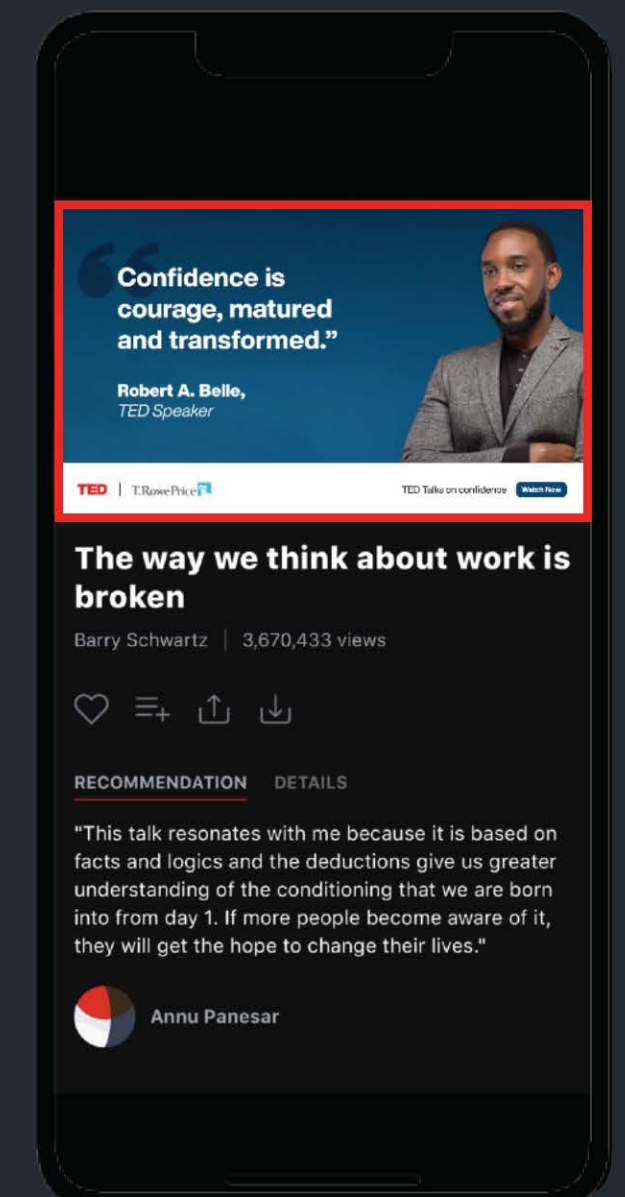 “
Confidence is
courage, matured
and transformed.”
Robert A. Belle,
TED Speaker
TED | T.RowePrice
TED Talks on confidence Watch Now
The way we think about work is
broken
Barry Schwartz | 3,670,433 views
RECOMMENDATION DETAILS
"This talk resonates with me because it is based on
facts and logics and the deductions give us greater
understanding of the conditioning that we are born
into from day 1. If more people become aware of it,
they will get the hope to change their lives."
Annu Panesar